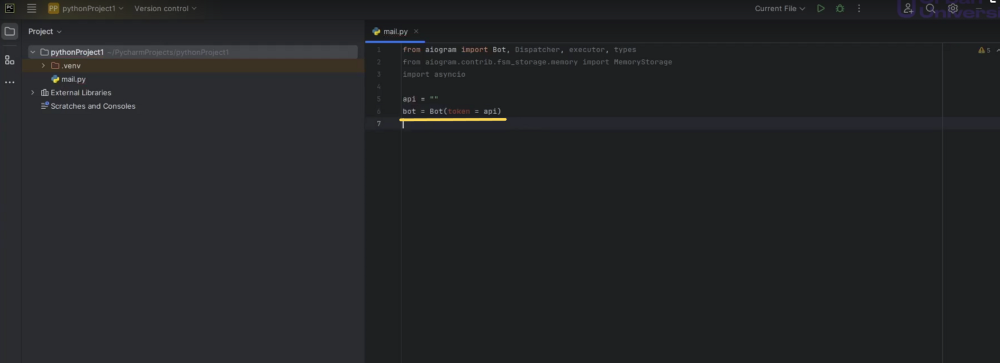 PC
PP pythonProject1 Version control
Current File
Univers
Project
mail.py
pythonProject1 ~/PycharmProjects/pythonProject1
.venv
mail.py
External Libraries
Scratches and Consoles
1 from aiogram import Bot, Dispatcher, executor, types
5
2 from aiogram.contrib.fsm_storage.memory import MemoryStorage
3 import asyncio
4
5 api = ""
6 bot = Bot(token = api)
7